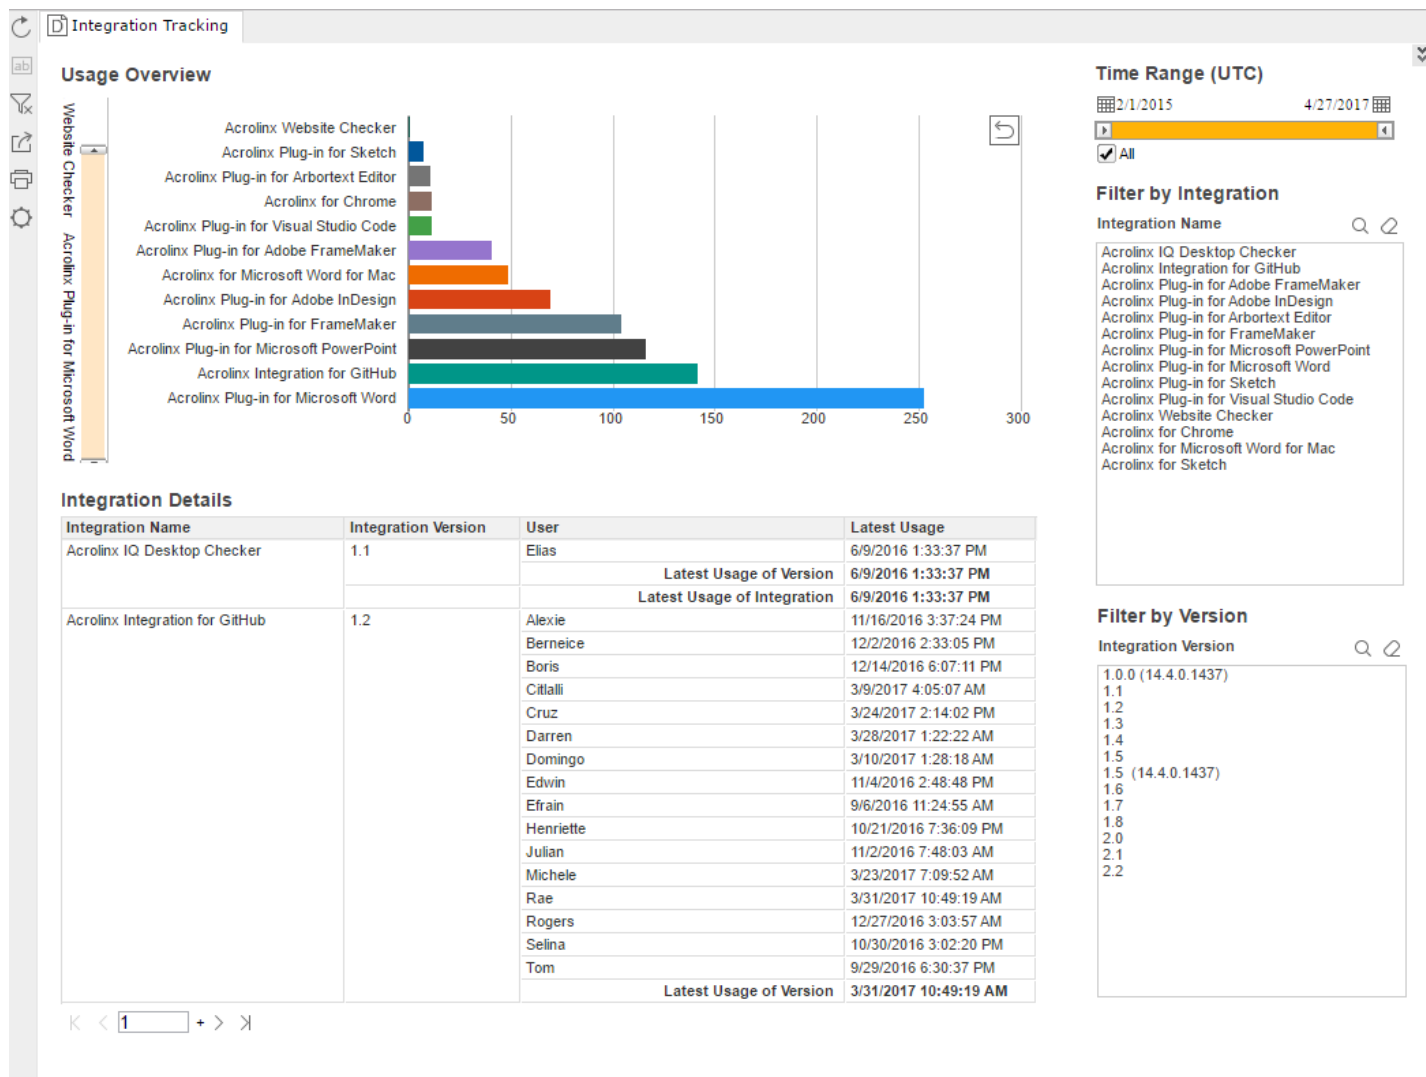 Integration Tracking
Usage Overview
Website Checker
Acrolinx Plug-in for Microsoft Word
Acrolinx Website Checker
Acrolinx Plug-in for Sketch
Acrolinx Plug-in for Arbortext Editor
Acrolinx for Chrome
Acrolinx Plug-in for Visual Studio Code
Acrolinx Plug-in for Adobe FrameMaker
Acrolinx for Microsoft Word for Mac
Acrolinx Plug-in for Adobe InDesign
Acrolinx Plug-in for FrameMaker
Acrolinx Plug-in for Microsoft PowerPoint
Acrolinx Integration for GitHub
Acrolinx Plug-in for Microsoft Word
0 50 100 150 200 250 300
Time Range (UTC)
2/1/2015 4/27/2017
All
Filter by Integration
Integration Name
Acrolinx IQ Desktop Checker
Acrolinx Integration for GitHub
Acrolinx Plug-in for Adobe FrameMaker
Acrolinx Plug-in for Adobe InDesign
Acrolinx Plug-in for Arbortext Editor
Acrolinx Plug-in for FrameMaker
Acrolinx Plug-in for Microsoft PowerPoint
Acrolinx Plug-in for Microsoft Word
Acrolinx Plug-in for Sketch
Acrolinx Plug-in for Visual Studio Code
Acrolinx Website Checker
Acrolinx for Chrome
Acrolinx for Microsoft Word for Mac
Acrolinx for Sketch
Integration Details
Integration Name Integration Version User Latest Usage
Acrolinx IQ Desktop Checker 1.1 Elias 6/9/2016 1:33:37 PM
Latest Usage of Version 6/9/2016 1:33:37 PM
Latest Usage of Integration 6/9/2016 1:33:37 PM
Acrolinx Integration for GitHub 1.2 Alexie 11/16/2016 3:37:24 PM
Berneice 12/2/2016 2:33:05 PM
Boris 12/14/2016 6:07:11 PM
Citlalli 3/9/2017 4:05:07 AM
Cruz 3/24/2017 2:14:02 PM
Darren 3/28/2017 1:22:22 AM
Domingo 3/10/2017 1:28:18 AM
Edwin 11/4/2016 2:48:48 PM
Efrain 9/6/2016 11:24:55 AM
Henriette 10/21/2016 7:36:09 PM
Julian 11/2/2016 7:48:03 AM
Michele 3/23/2017 7:09:52 AM
Rae 3/31/2017 10:49:19 AM
Rogers 12/27/2016 3:03:57 AM
Selina 10/30/2016 3:02:20 PM
Tom 9/29/2016 6:30:37 PM
Latest Usage of Version 3/31/2017 10:49:19 AM
1 +
Filter by Version
Integration Version
1.0.0 (14.4.0.1437)
1.1
1.2
1.3
1.4
1.5
1.5 (14.4.0.1437)
1.6
1.7
1.8
2.0
2.1
2.2